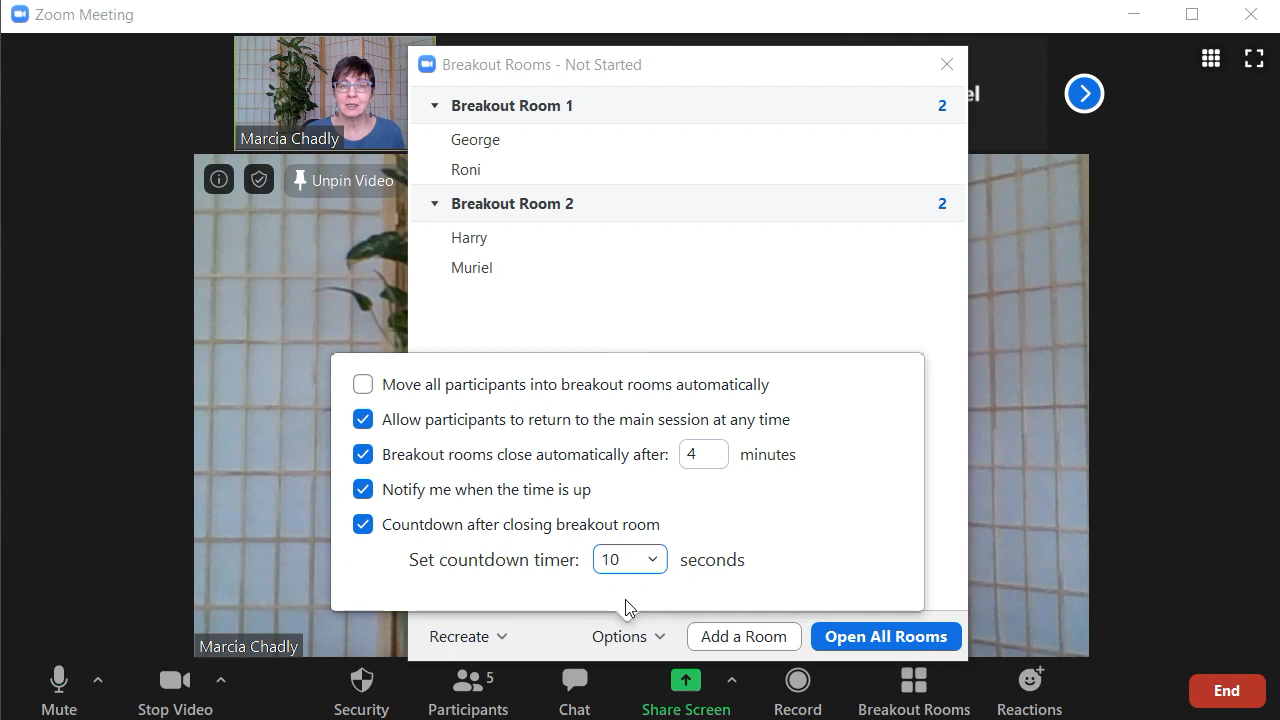 Zoom Meeting
Marcia Chadly
Breakout Rooms - Not Started
el
Unpin Video
Breakout Room 1
2
George
Roni
Breakout Room 2
2
Harry
Muriel
Move all participants into breakout rooms automatically
Allow participants to return to the main session at any time
Breakout rooms close automatically after: 4 minutes
Notify me when the time is up
Countdown after closing breakout room
Set countdown timer: 10 seconds
Marcia Chadly
Recreate
Options
Add a Room
Open All Rooms
Mute
Stop Video
Security
Participants 5
Chat
Share Screen
Record
Breakout Rooms
Reactions
End